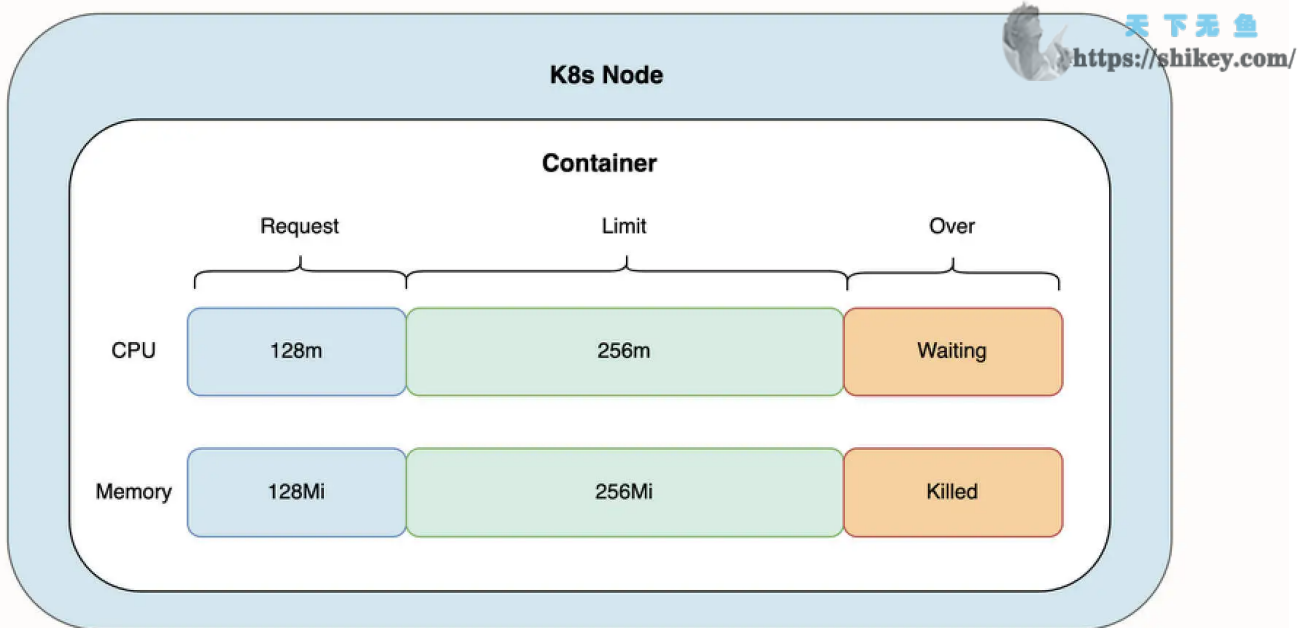 天下无鱼
https://shikey.com/
K8s Node
Container
Request Limit Over
CPU 128m 256m Waiting
Memory 128Mi 256Mi Killed